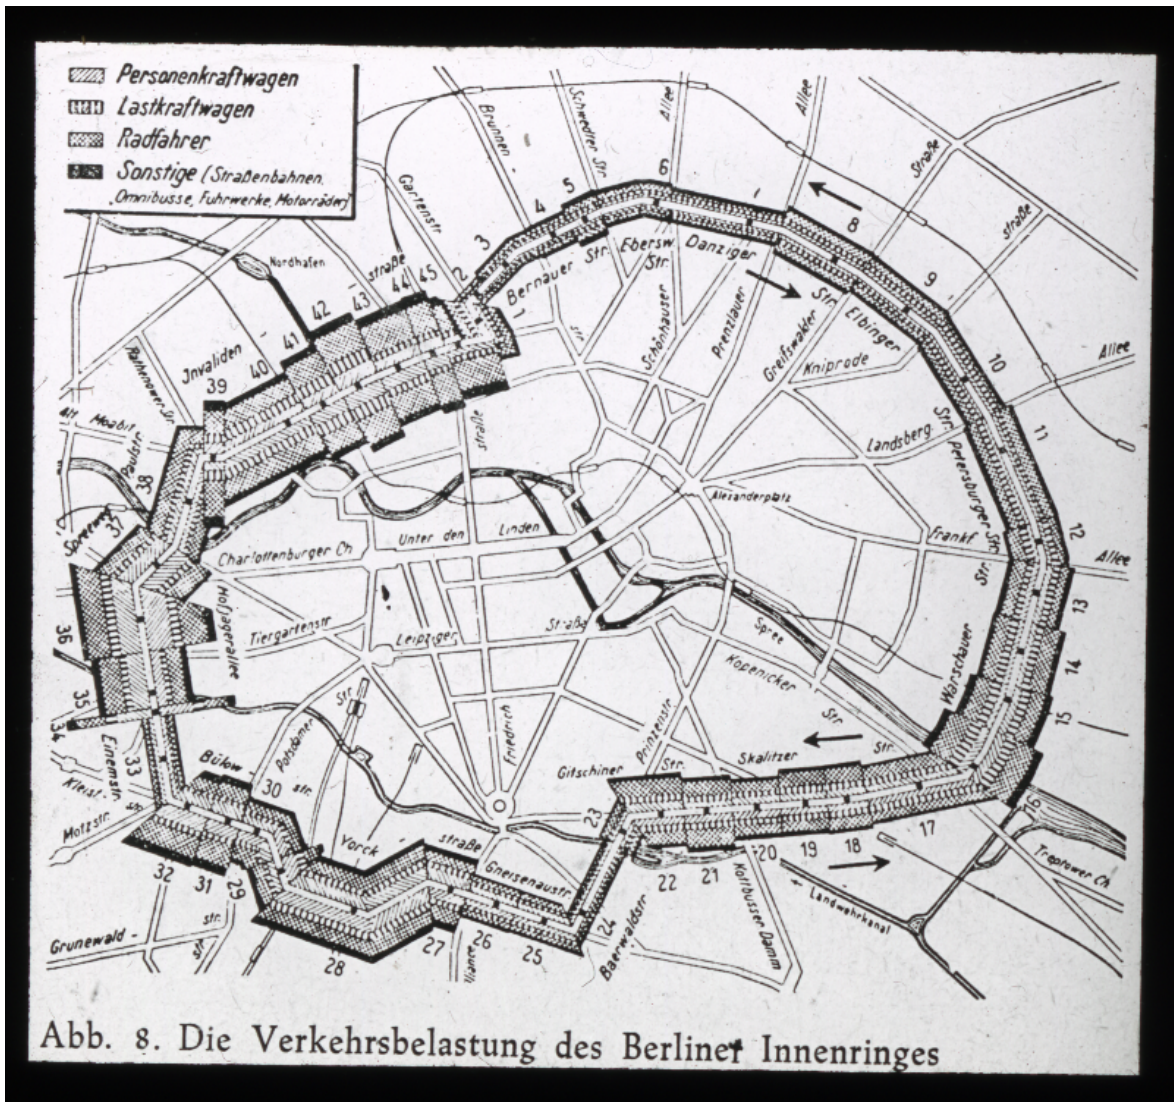 Personenkraftwagen
Lastkraftwagen
Radfahrer
Sonstige (Straßenbahnen,
Omnibusse, Fuhrwerke, Motorräder)
Brunnen
Schwedter Str.
Allee
Allee
Straße
straße
Gartenstr
Nordhafen
straße
Invaliden
Rathenower Str.
Alt Moabit
Paulstr.
Spreeweg
1
2
3
4
5
6
8
9
10
11
12
13
14
15
16
17
18
19
20
21
22
23
24
25
26
27
28
29
30
31
32
33
34
35
36
37
38
39
40
41
42
43
44
45
Bernauer Str.
Ebersw. Str.
Danziger Str.
Elbinger Str.
Schönhauser
Prenzlauer
Greifswalder
Kniprode
Allee
Landsberg.
Petersburger Str.
Alexanderplatz
Frankf.
Allee
Str.
str.
straße
Charlottenburger Ch
Unter den Linden
Hofjägerallee
Tiergartenstr
Leipziger Straße
Spree
Köpenicker Str.
Warschauer
Potsdamer Str
Friedrich
Prinzenstr.
Gitschiner Str.
Skalitzer Str.
Einemstr.
Kleist-
Motzstr.
Bülow str.
Yorck straße
Gneisenaustr
Baerwaldstr
Kottbusser Damm
Landwehrkanal
Treptower Ch
Grunewald-
str.
str
lliance
Abb. 8. Die Verkehrsbelastung des Berliner Innenringes